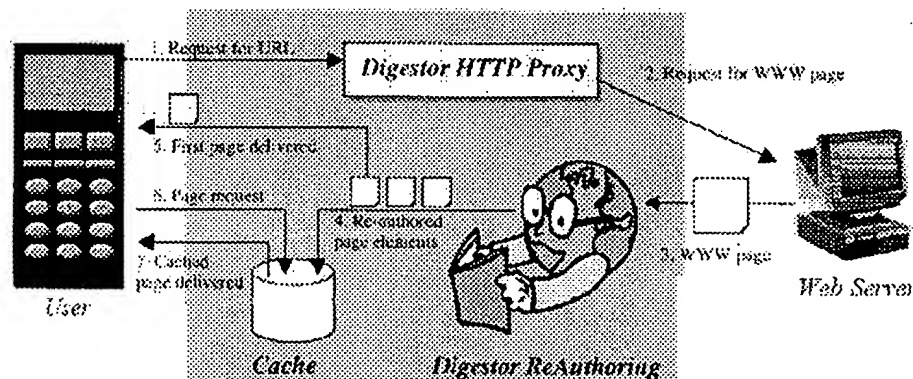 1. Request for URL
Digestor HTTP Proxy
2. Request for WWW page
5. First page delivered
6. Page request
4. Re-authored
page elements
3. WWW page
7. Cached
page delivered
User
Web Server
Cache
Digestor ReAuthoring